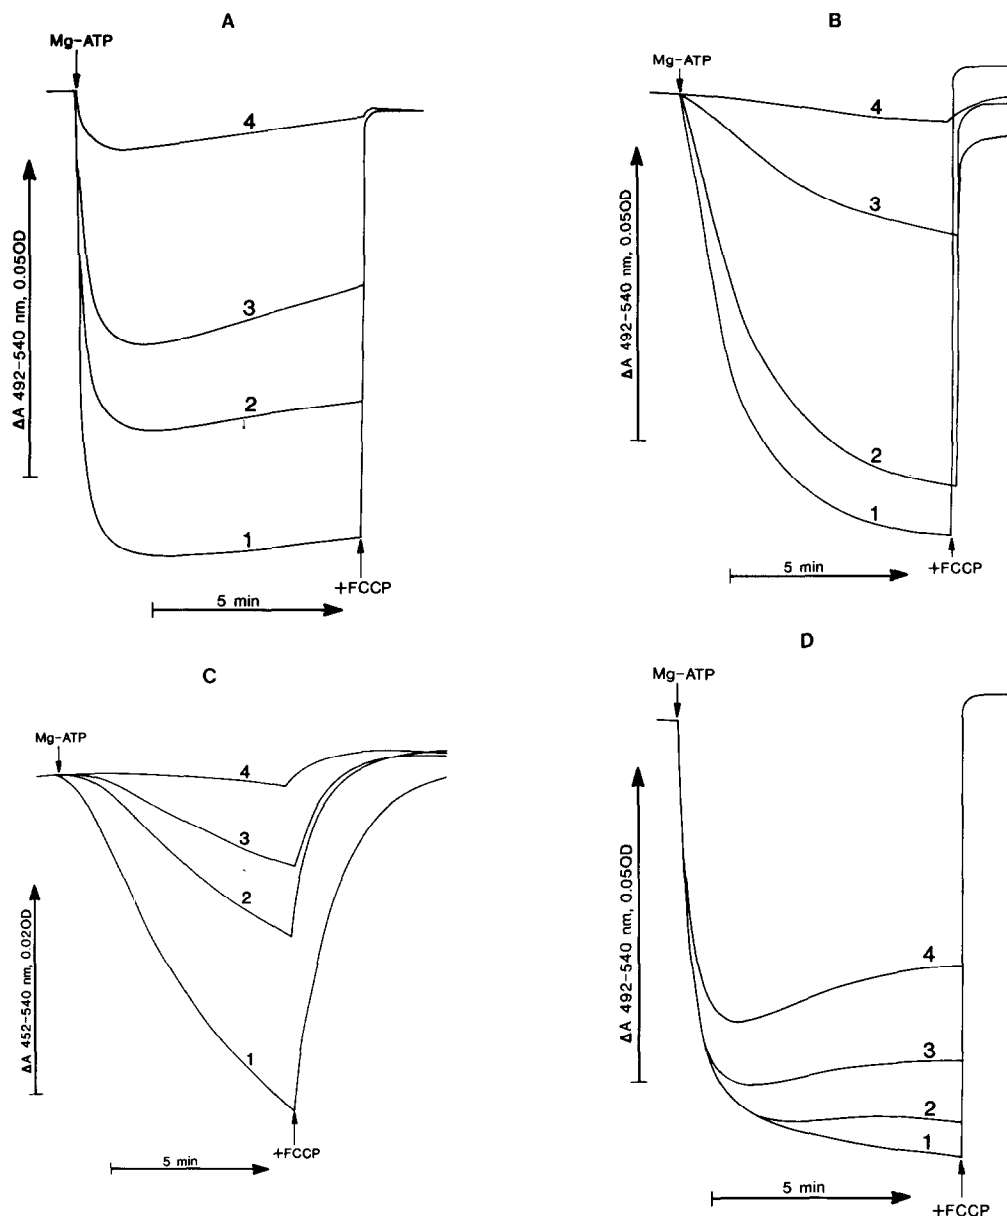 A
Mg-ATP
4
3
2
1
ΔA 492-540 nm, 0.05OD
+FCCP
5 min
B
Mg-ATP
4
3
2
1
ΔA 492-540 nm, 0.05OD
+FCCP
5 min
C
Mg-ATP
4
3
2
1
ΔA 452-540 nm, 0.02OD
+FCCP
5 min
D
Mg-ATP
4
3
2
1
ΔA 492-540 nm, 0.05OD
5 min
+FCCP